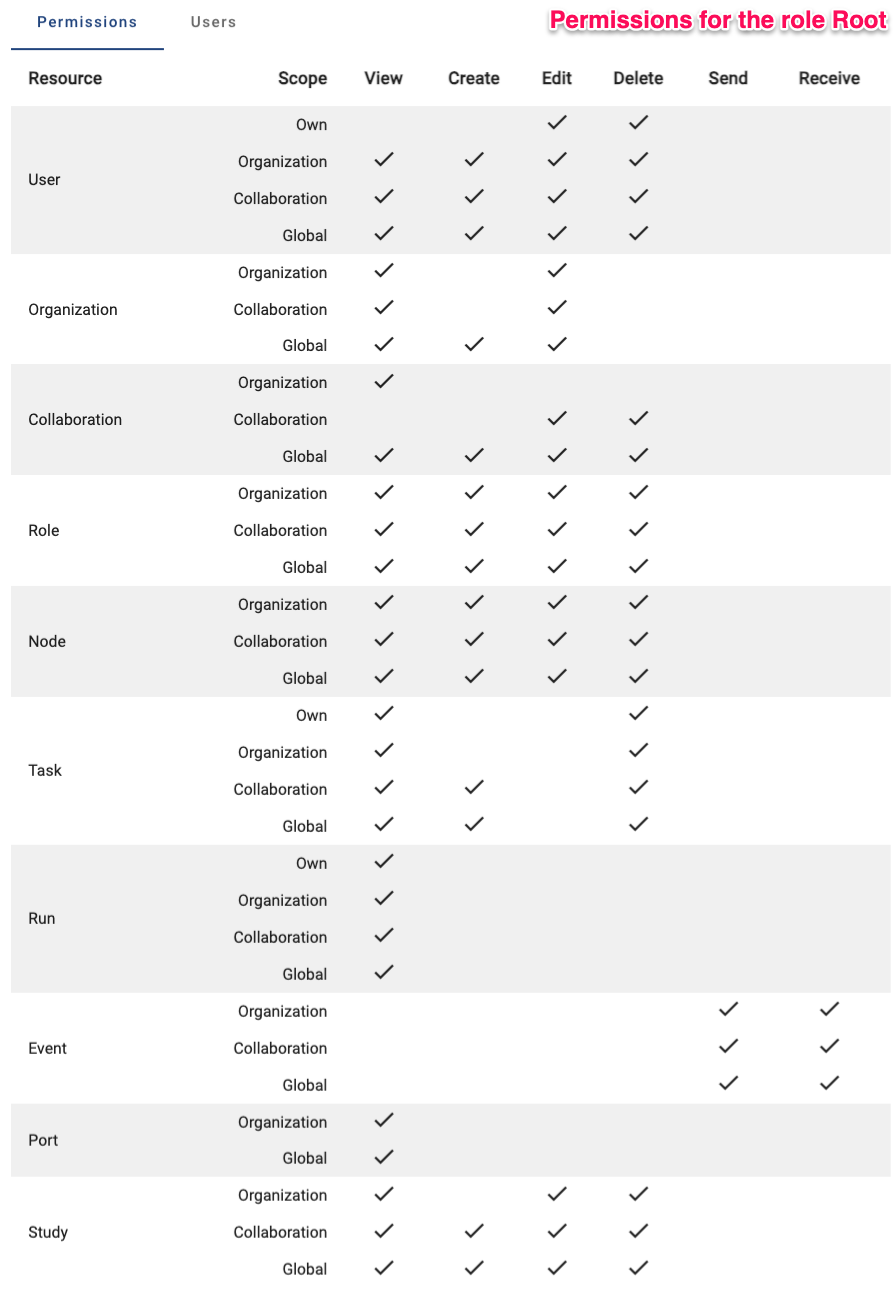 Permissions Users Permissions for the role Root
Resource Scope View Create Edit Delete Send Receive
User Own ✓ ✓
Organization ✓ ✓ ✓ ✓
Collaboration ✓ ✓ ✓ ✓
Global ✓ ✓ ✓ ✓
Organization Organization ✓ ✓
Collaboration ✓ ✓
Global ✓ ✓ ✓
Collaboration Organization ✓
Collaboration ✓ ✓
Global ✓ ✓ ✓ ✓
Role Organization ✓ ✓ ✓ ✓
Collaboration ✓ ✓ ✓ ✓
Global ✓ ✓ ✓ ✓
Node Organization ✓ ✓ ✓ ✓
Collaboration ✓ ✓ ✓ ✓
Global ✓ ✓ ✓ ✓
Task Own ✓ ✓
Organization ✓ ✓
Collaboration ✓ ✓ ✓
Global ✓ ✓ ✓
Run Own ✓
Organization ✓
Collaboration ✓
Global ✓
Event Organization ✓ ✓
Collaboration ✓ ✓
Global ✓ ✓
Port Organization ✓
Global ✓
Study Organization ✓ ✓ ✓
Collaboration ✓ ✓ ✓ ✓
Global ✓ ✓ ✓ ✓